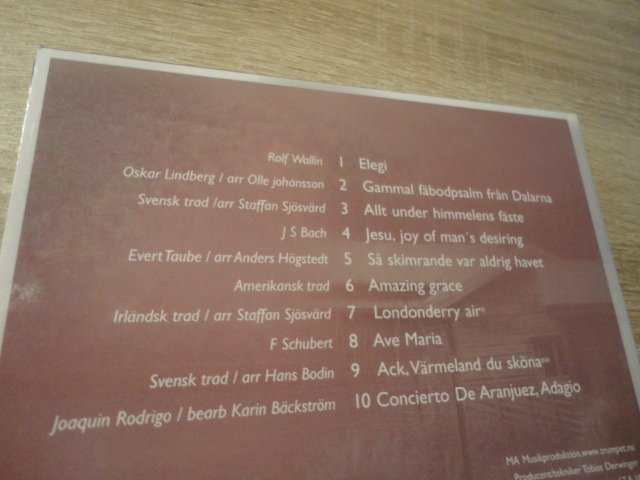 Rolf Wallin 1 Elegi
Oskar Lindberg / arr Olle Johansson 2 Gammal fäbodpsalm från Dalarna
Svensk trad /arr Staffan Sjösvärd 3 Allt under himmelens fäste
J S Bach 4 Jesu, joy of man´s desiring
Evert Taube / arr Anders Högstedt 5 Så skimrande var aldrig havet
Amerikansk trad 6 Amazing grace
Irländsk trad / arr Staffan Sjösvärd 7 Londonderry air
F Schubert 8 Ave Maria
Svensk trad / arr Hans Bodin 9 Ack, Värmeland du sköna
Joaquin Rodrigo / bearb Karin Bäckström 10 Concierto De Aranjuez, Adagio
MA Musikproduktion, www.trumpet.nu
Producent/tekniker Tobias Derwinger